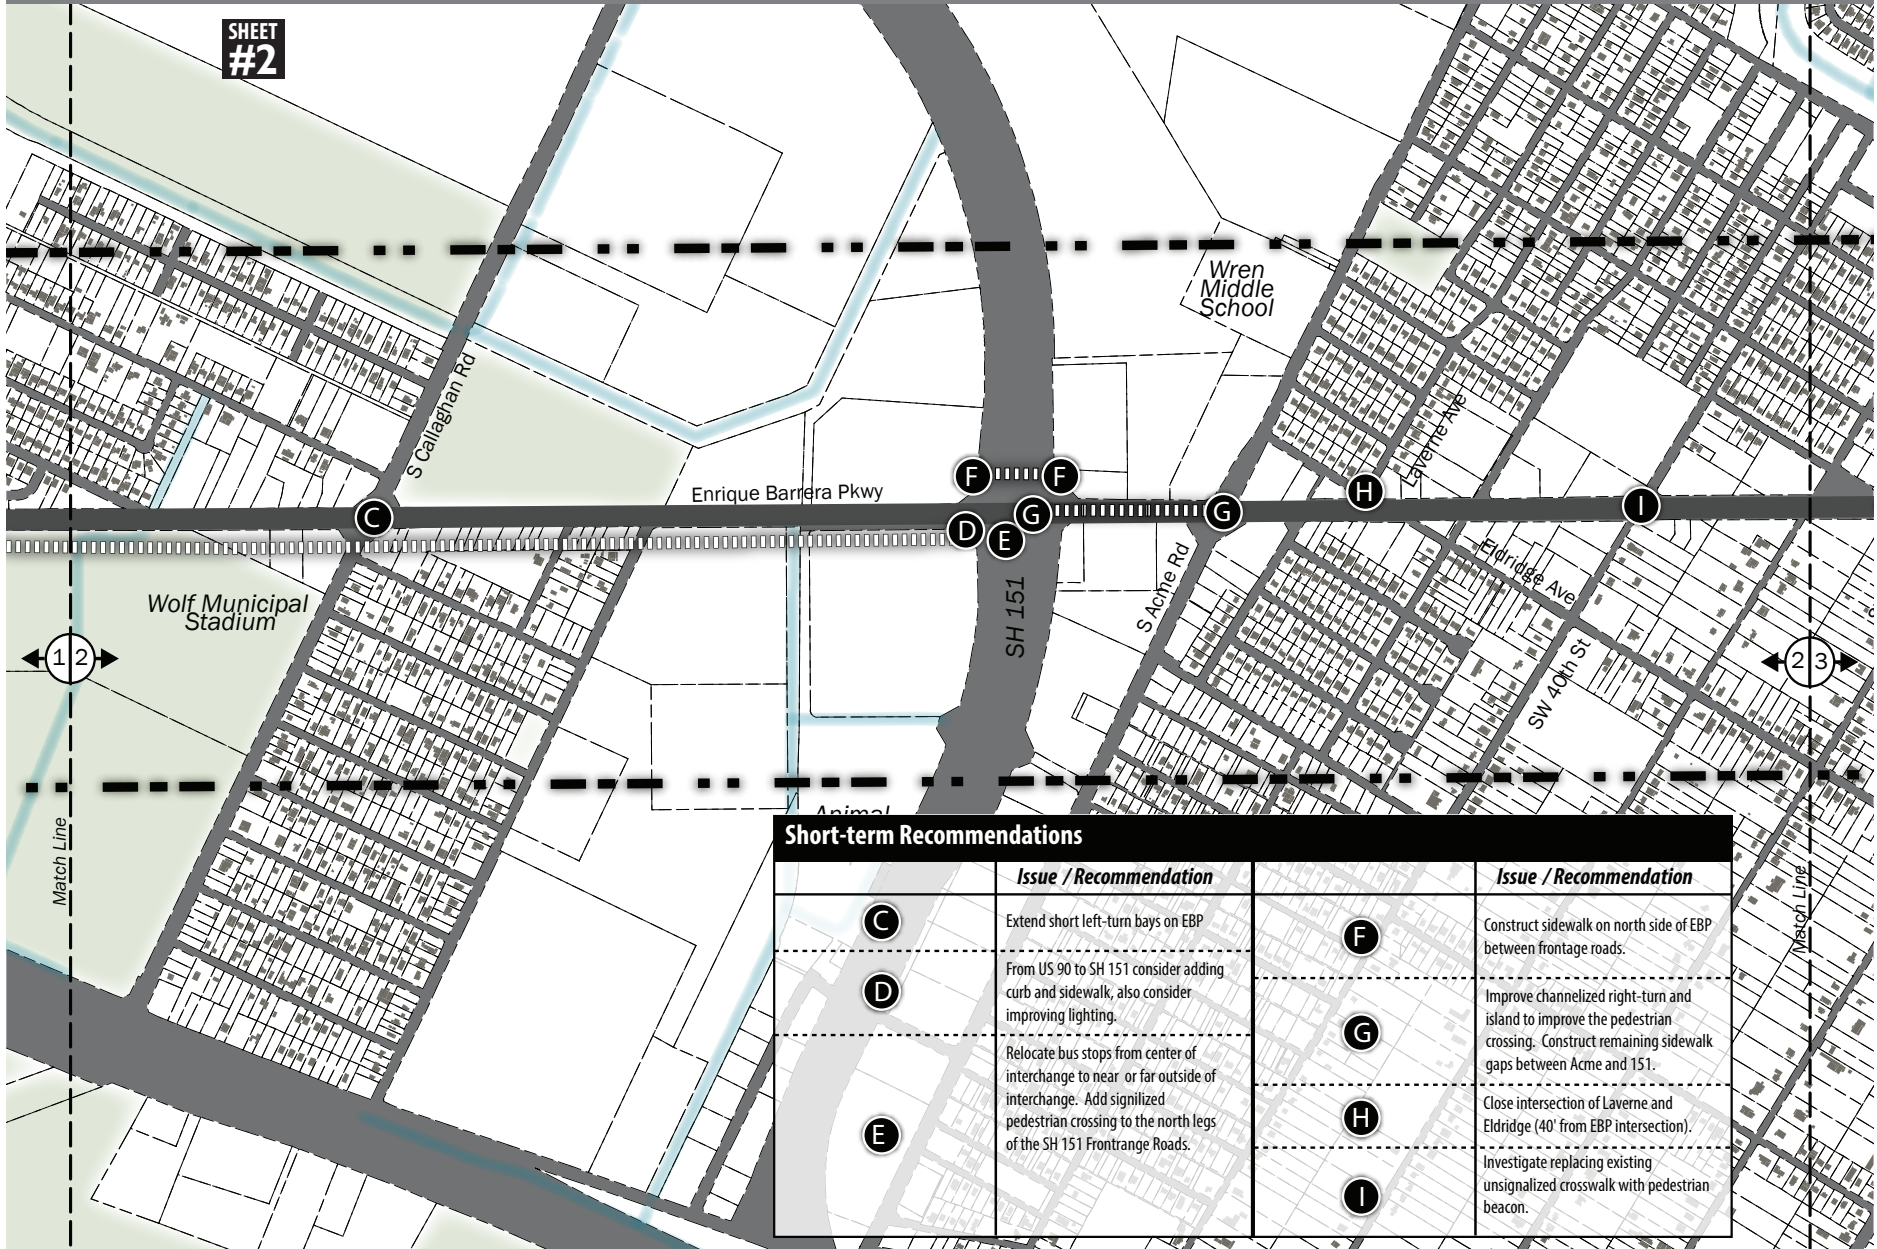 SHEET
#2
Wren
Middle
School
S Callaghan Rd
Laverne Ave
F
F
Enrique Barrera Pkwy
H
C
G
G
I
D
E
Eldridge Ave
S Acme Rd
SH 151
Wolf Municipal
Stadium
1 2
2 3
SW 40th St
Animal
Match Line
Match Line
Short-term Recommendations
Issue / Recommendation
C
Extend short left-turn bays on EBP
D
From US 90 to SH 151 consider adding
curb and sidewalk, also consider
improving lighting.
E
Relocate bus stops from center of
interchange to near or far outside of
interchange. Add signilized
pedestrian crossing to the north legs
of the SH 151 Frontrange Roads.
Issue / Recommendation
F
Construct sidewalk on north side of EBP
between frontage roads.
G
Improve channelized right-turn and
island to improve the pedestrian
crossing. Construct remaining sidewalk
gaps between Acme and 151.
H
Close intersection of Laverne and
Eldridge (40' from EBP intersection).
I
Investigate replacing existing
unsignalized crosswalk with pedestrian
beacon.